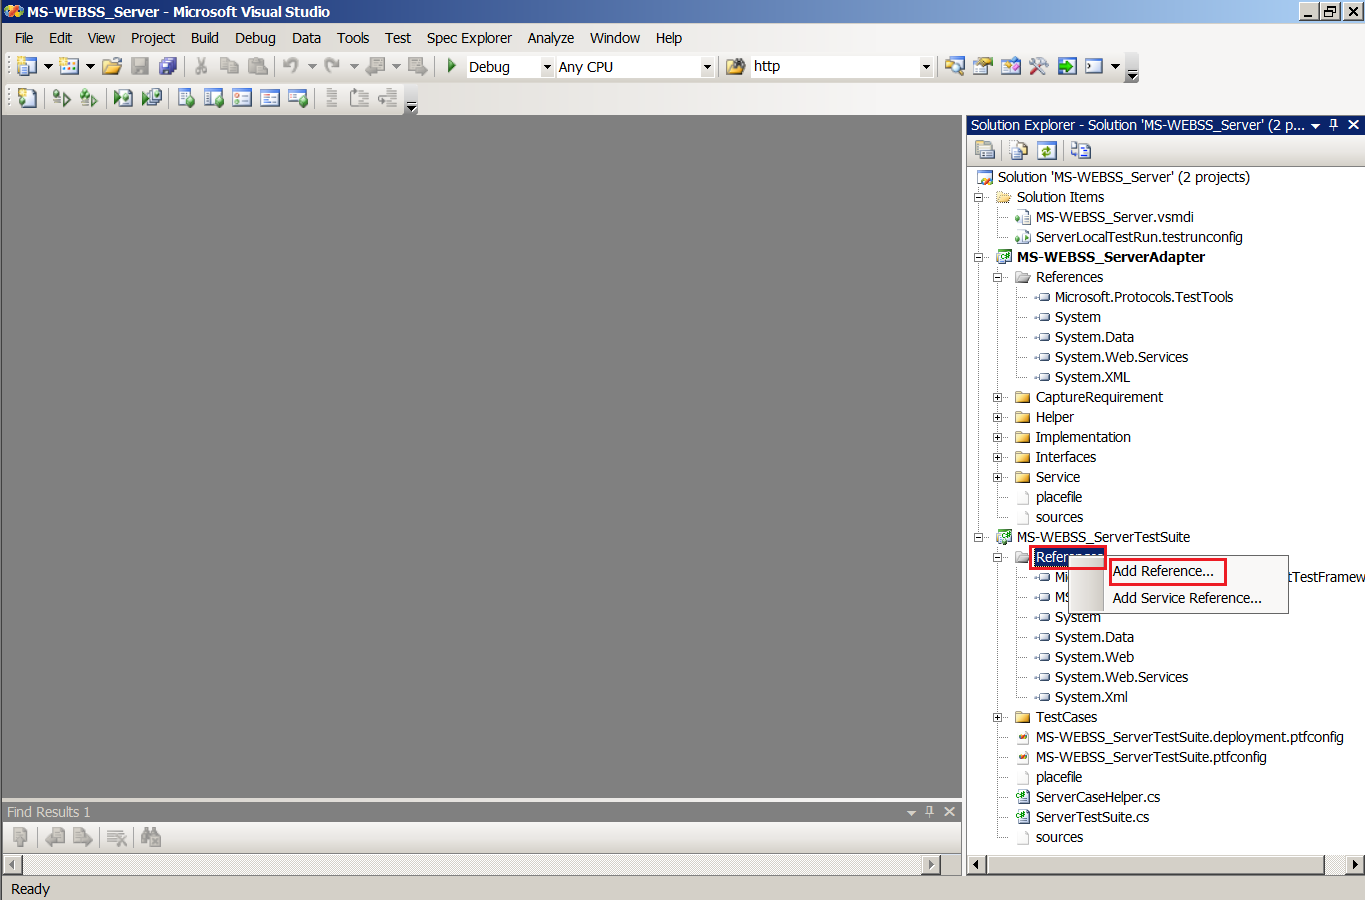 MS-WEBSS_Server - Microsoft Visual Studio
File Edit View Project Build Debug Data Tools Test Spec Explorer Analyze Window Help
Debug Any CPU http
Solution Explorer - Solution 'MS-WEBSS_Server' (2 p...
Solution 'MS-WEBSS_Server' (2 projects)
Solution Items
MS-WEBSS_Server.vsmdi
ServerLocalTestRun.testrunconfig
MS-WEBSS_ServerAdapter
References
Microsoft.Protocols.TestTools
System
System.Data
System.Web.Services
System.XML
CaptureRequirement
Helper
Implementation
Interfaces
Service
placefile
sources
MS-WEBSS_ServerTestSuite
References
Add Reference...
Add Service Reference...
System
System.Data
System.Web
System.Web.Services
System.Xml
TestCases
MS-WEBSS_ServerTestSuite.deployment.ptfconfig
MS-WEBSS_ServerTestSuite.ptfconfig
placefile
ServerCaseHelper.cs
ServerTestSuite.cs
sources
Find Results 1
Ready